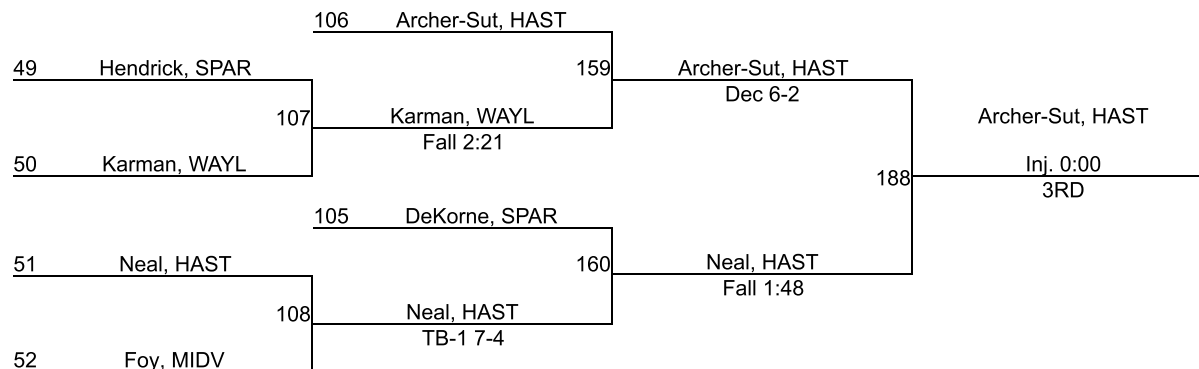 106 Archer-Sut, HAST
49 Hendrick, SPAR
159 Archer-Sut, HAST
Dec 6-2
107 Karman, WAYL
Fall 2:21
Archer-Sut, HAST
50 Karman, WAYL
188 Inj. 0:00
3RD
105 DeKorne, SPAR
51 Neal, HAST
160 Neal, HAST
Fall 1:48
108 Neal, HAST
TB-1 7-4
52 Foy, MIDV